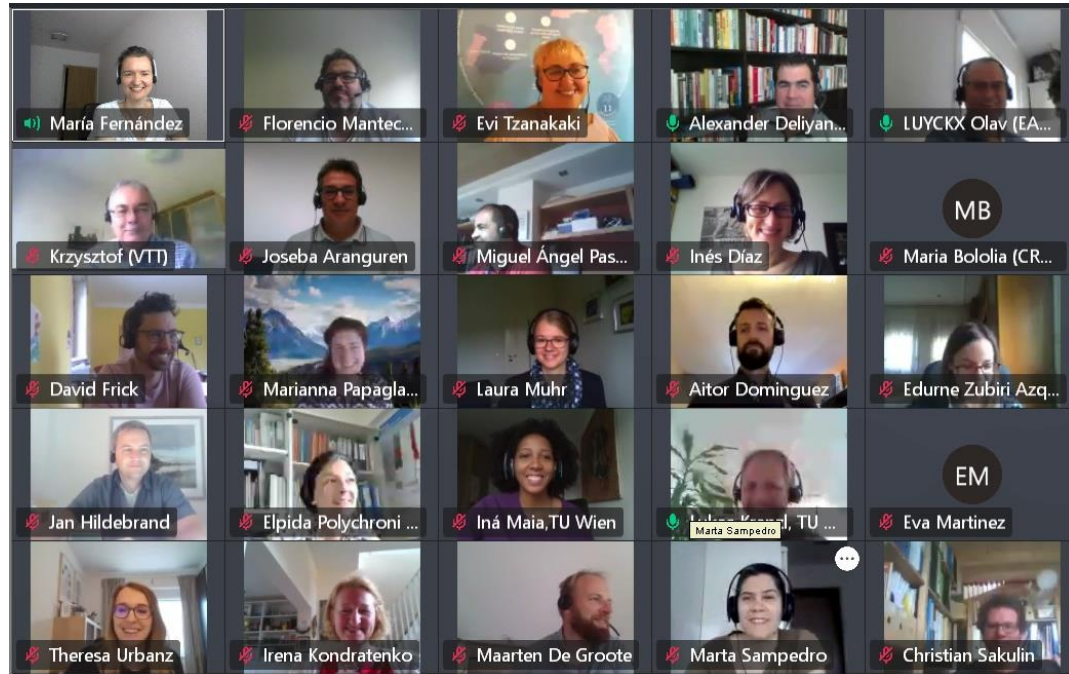 María Fernández
Florencio Mantec...
Evi Tzanakaki
Alexander Deliyan...
LUYCKX Olav (EA...
Krzysztof (VTT)
Joseba Aranguren
Miguel Ángel Pas...
Inés Díaz
MB
Maria Bololia (CR...
David Frick
Marianna Papagla...
Laura Muhr
Aitor Dominguez
Edurne Zubiri Azq...
Jan Hildebrand
Elpida Polychroni ...
Iná Maia,TU Wien
TU ...
Marta Sampedro
EM
Eva Martinez
Theresa Urbanz
Irena Kondratenko
Maarten De Groote
Marta Sampedro
Christian Sakulin